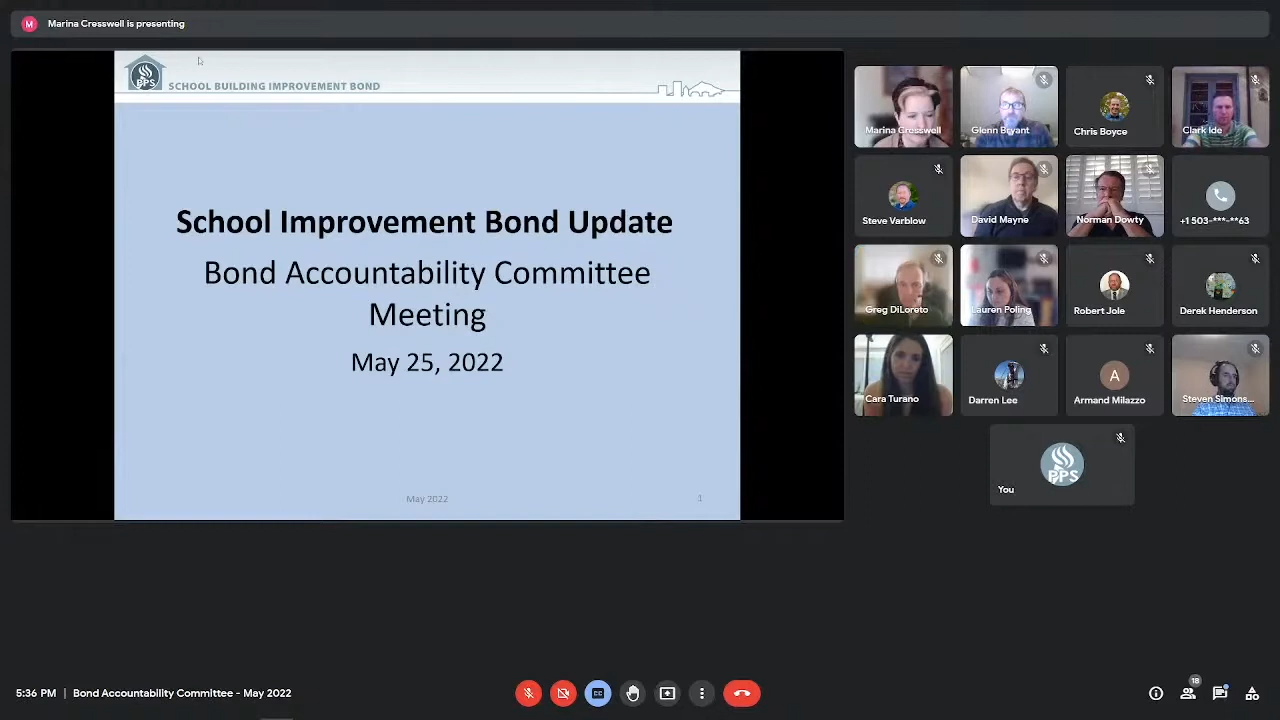 M
Marina Cresswell is presenting
PPS
SCHOOL BUILDING IMPROVEMENT BOND
School Improvement Bond Update
Bond Accountability Committee
Meeting
May 25, 2022
May 2022
1
Marina Cresswell
Glenn Bryant
Chris Boyce
Clark Ide
Steve Varblow
David Mayne
Norman Dowty
+1 503-***-**63
Greg DiLoreto
Lauren Poling
Robert Jole
Derek Henderson
Cara Turano
Darren Lee
A
Armand Milazzo
Steven Simons...
PPS
You
5:36 PM | Bond Accountability Committee - May 2022
CC
18